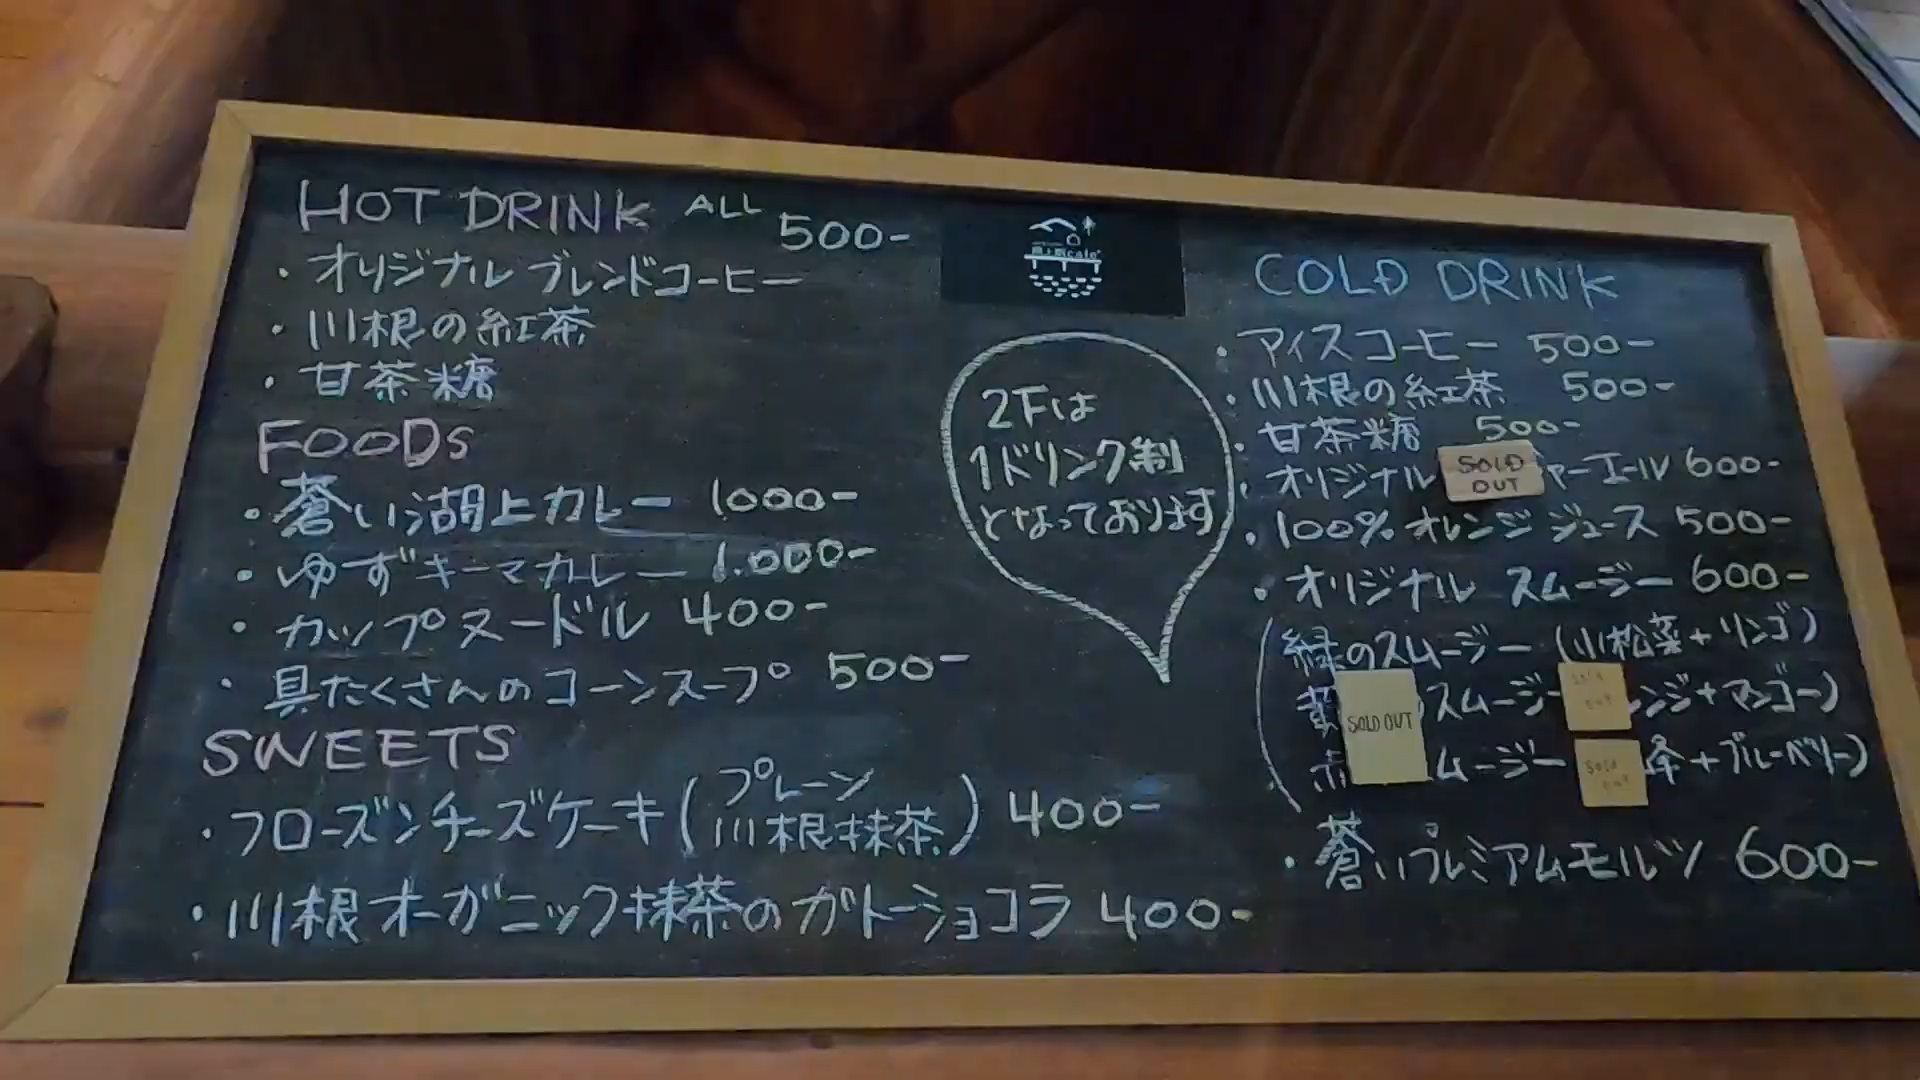 HOT DRINK ALL 500-
・オリジナル ブレンドコーヒー
・川根の紅茶
・甘茶糖
FOODS
・蒼い湖上カレー 1.000-
・ゆずキーマカレー 1.000-
・カップヌードル 400-
・具たくさんのコーンスープ 500-
SWEETS
・フローズンチーズケーキ(プレーン
川根抹茶) 400-
・川根オーガニック抹茶のガトーショコラ 400-
cafe
2Fは
1ドリンク制
となっております
COLD DRINK
・アイスコーヒー 500-
・川根の紅茶 500-
・甘茶糖 500-
・オリジナル SOLD OUT ャーエール 600-
・100% オレンジジュース 500-
・オリジナル スムージー 600-
緑のスムージー (小松菜+リンゴ)
黄 スムージー Sold out ンジ+マンゴー)
SOLD OUT
赤 ムージー Sold out +ブルーベリー)
・蒼いプレミアムモルツ 600-